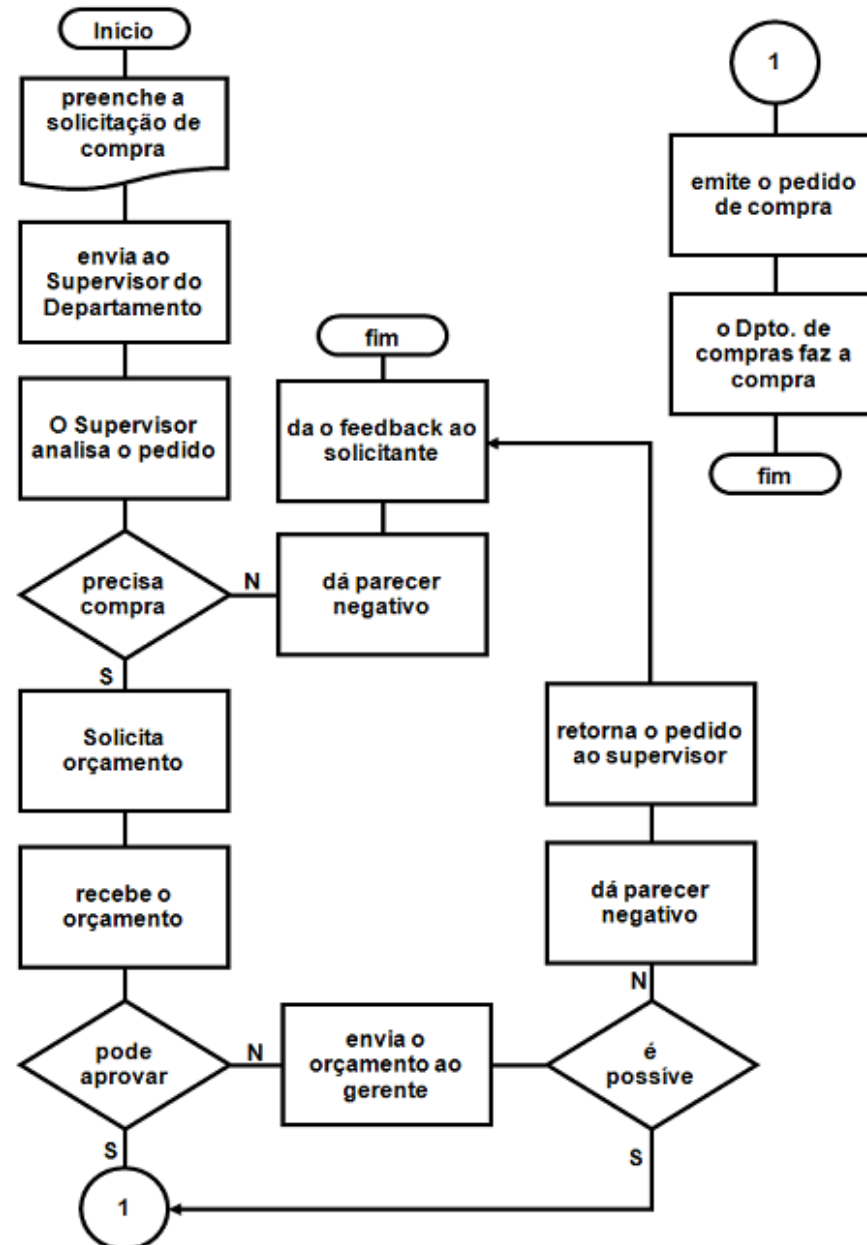 Início
preenche a
solicitação de
compra
envia ao
Supervisor do
Departamento
O Supervisor
analisa o pedido
precisa
compra
N
S
dá parecer
negativo
da o feedback ao
solicitante
fim
Solicita
orçamento
recebe o
orçamento
pode
aprovar
N
S
envia o
orçamento ao
gerente
é
possíve
N
S
dá parecer
negativo
retorna o pedido
ao supervisor
1
1
emite o pedido
de compra
o Dpto. de
compras faz a
compra
fim